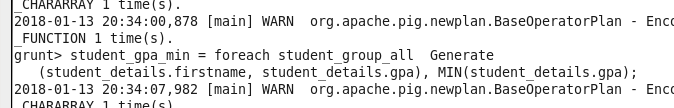 _CHARARRAY 1 time(s).
2018-01-13 20:34:00,878 [main] WARN  org.apache.pig.newplan.BaseOperatorPlan - Enco
_FUNCTION 1 time(s).
grunt> student_gpa_min = foreach student_group_all  Generate
   (student_details.firstname, student_details.gpa), MIN(student_details.gpa);
2018-01-13 20:34:07,982 [main] WARN  org.apache.pig.newplan.BaseOperatorPlan - Enco
_CHARARRAY 1 time(s)